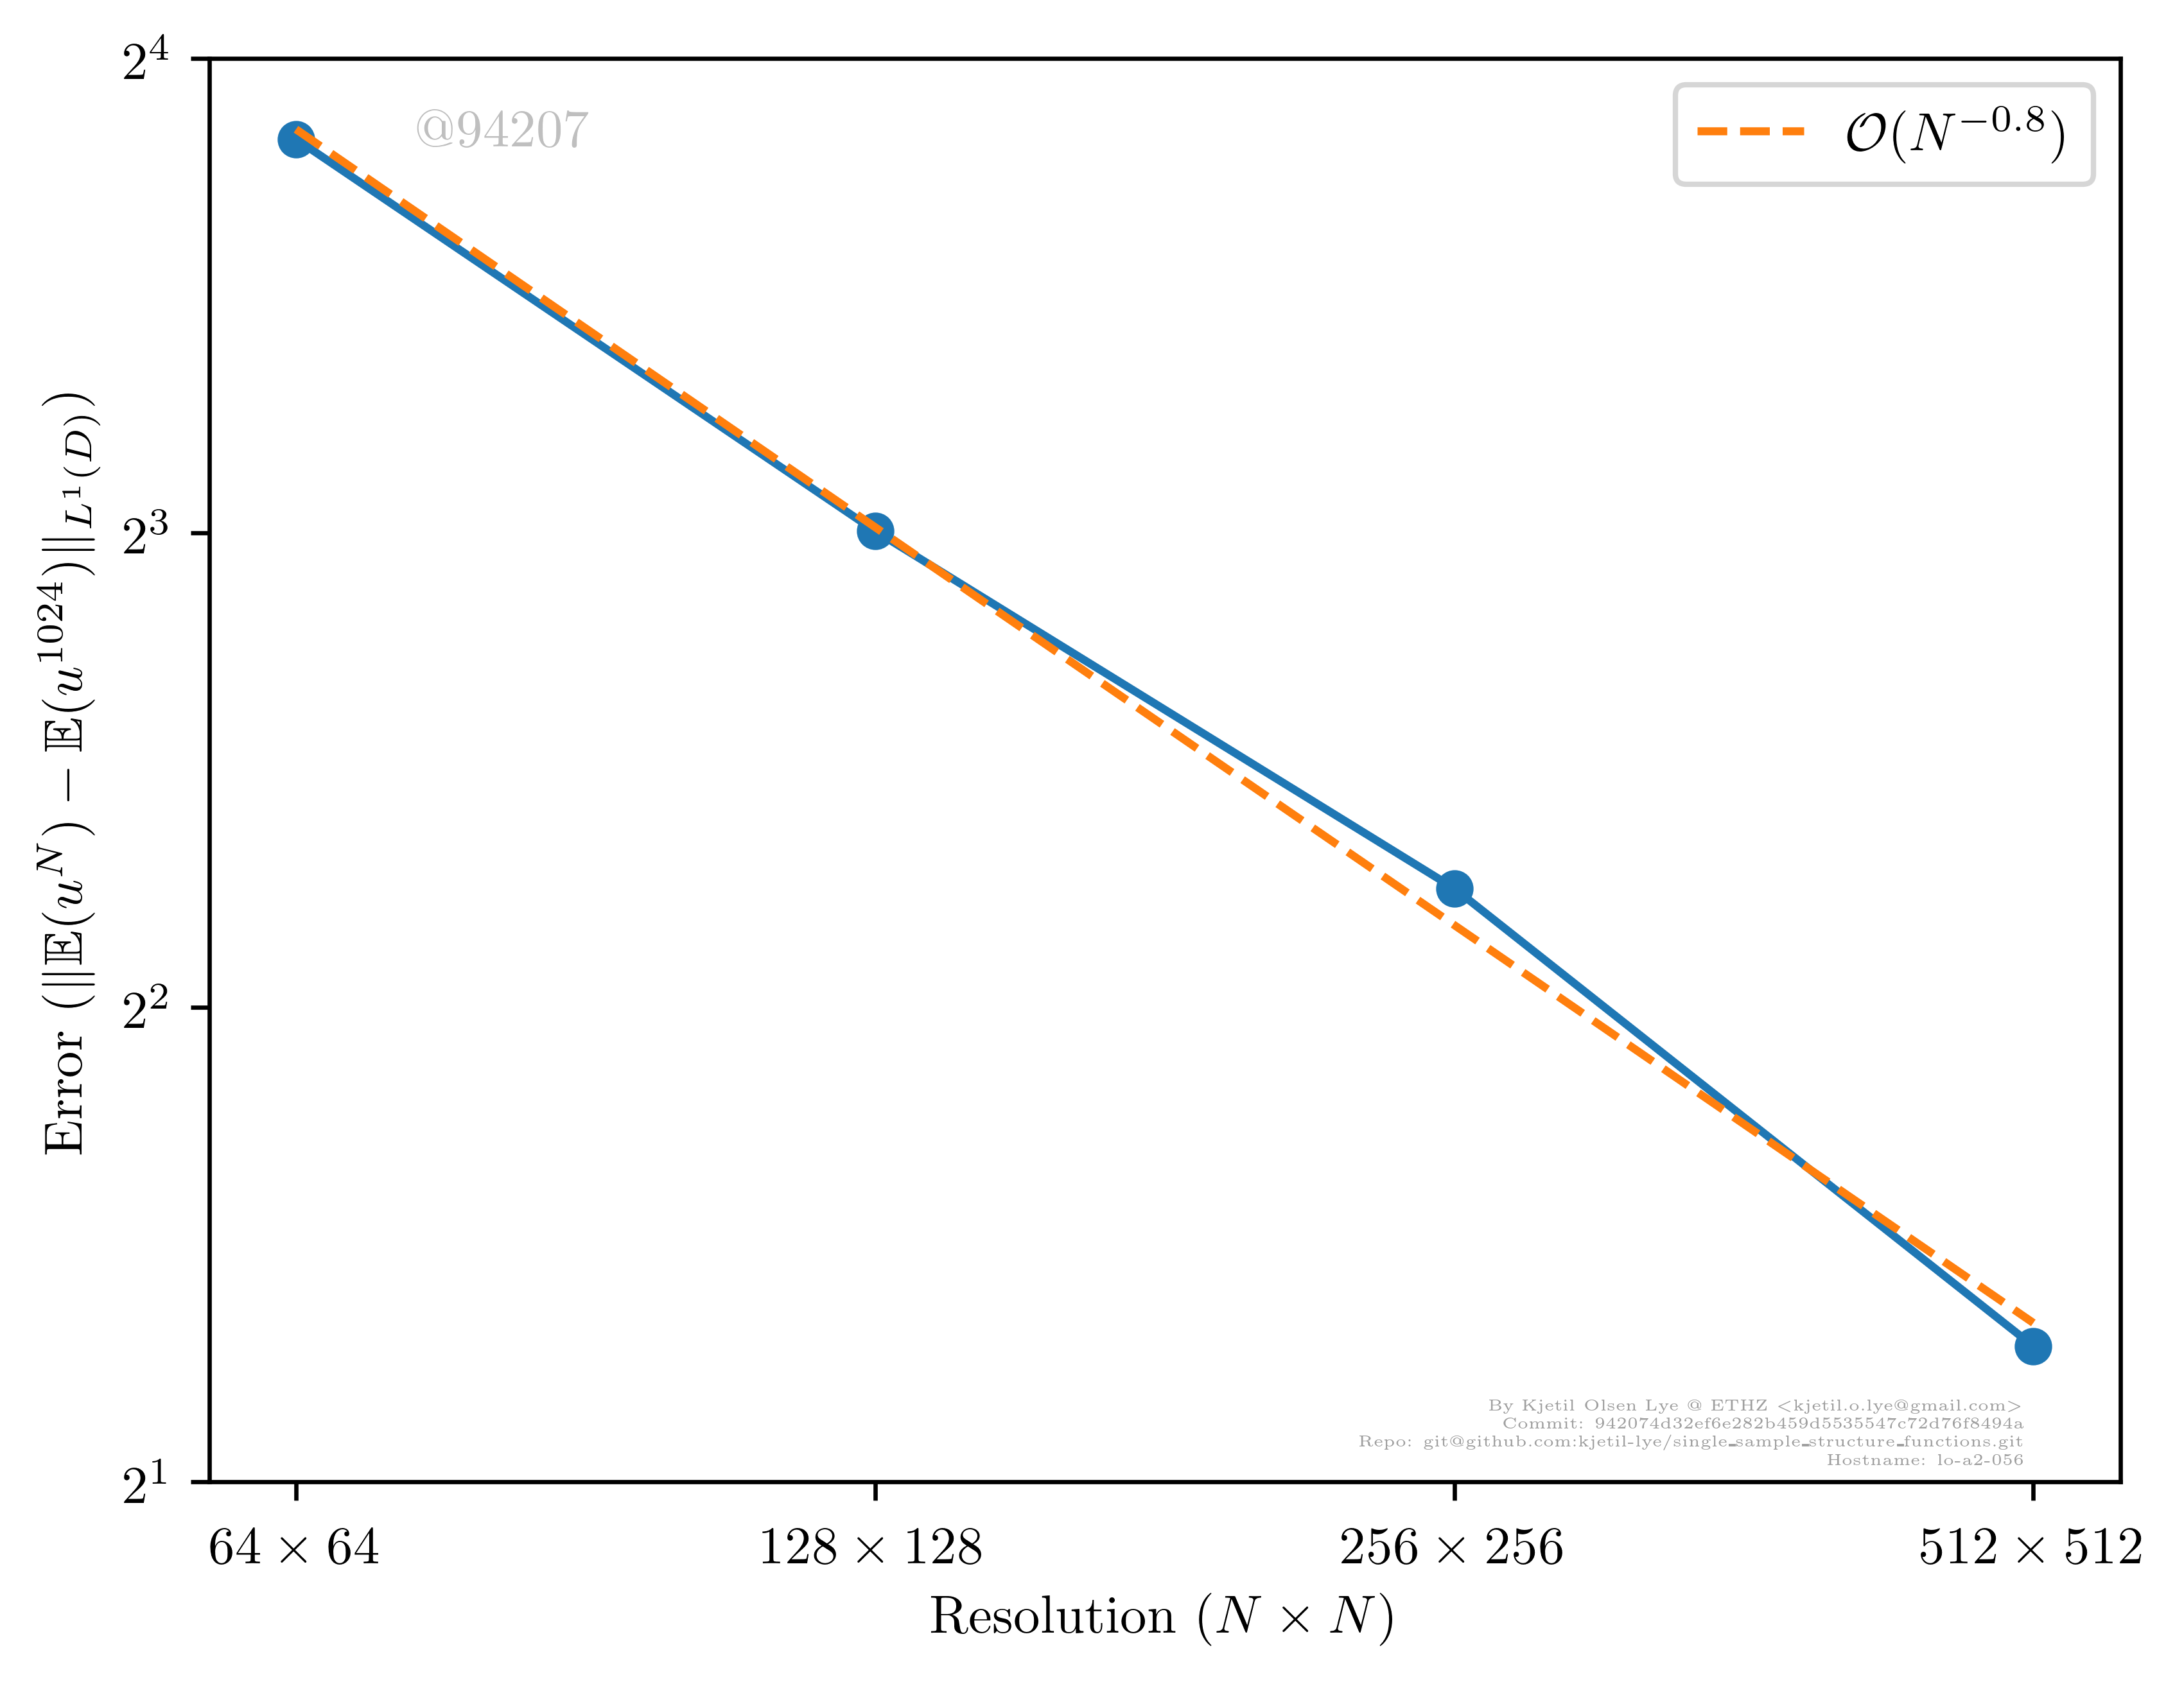 2^4
@94207
O(N^{-0.8})
2^3
2^2
2^1
Error (||𝔼(u^N) − 𝔼(u^{1024})||_{L^1(D)})
By Kjetil Olsen Lye @ ETHZ <kjetil.o.lye@gmail.com>
Commit: 942074d32ef6e282b459d5535547c72d76f8494a
Repo: git@github.com:kjetil-lye/single_sample_structure_functions.git
Hostname: lo-a2-056
64 × 64 128 × 128 256 × 256 512 × 512
Resolution (N × N)